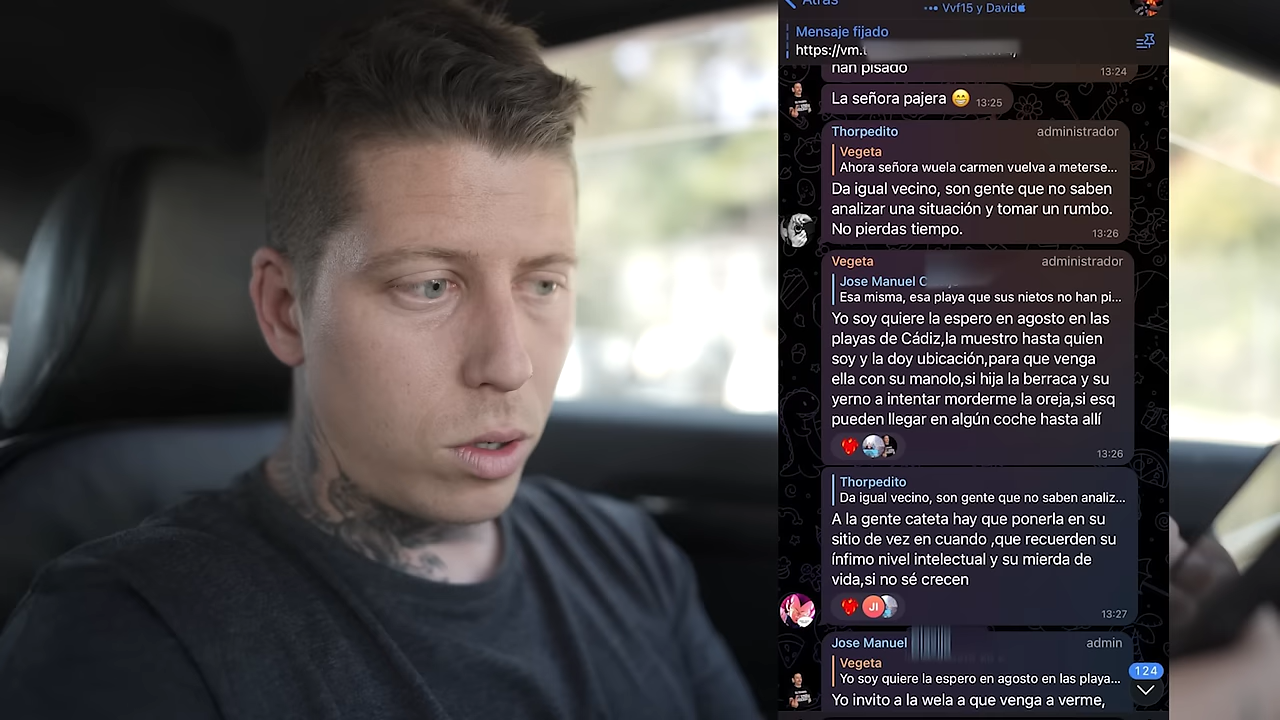 Atrás
Vvf15 y David
Mensaje fijado
https://vm.
han pisado
13:24
La señora pajera 😁 13:25
Thorpedito administrador
Vegeta
Ahora señora wuela carmen vuelva a meterse...
Da igual vecino, son gente que no saben
analizar una situación y tomar un rumbo.
No pierdas tiempo.
13:26
Vegeta administrador
Jose Manuel
Esa misma, esa playa que sus nietos no han pi...
Yo soy quiere la espero en agosto en las
playas de Cádiz,la muestro hasta quien
soy y la doy ubicación,para que venga
ella con su manolo,si hija la berraca y su
yerno a intentar morderme la oreja,si esq
pueden llegar en algún coche hasta allí
13:26
Thorpedito
Da igual vecino, son gente que no saben analiz...
A la gente cateta hay que ponerla en su
sitio de vez en cuando ,que recuerden su
ínfimo nivel intelectual y su mierda de
vida,si no sé crecen
JI
13:27
Jose Manuel admin
Vegeta
Yo soy quiere la espero en agosto en las playa...
Yo invito a la wela a que venga a verme,
124